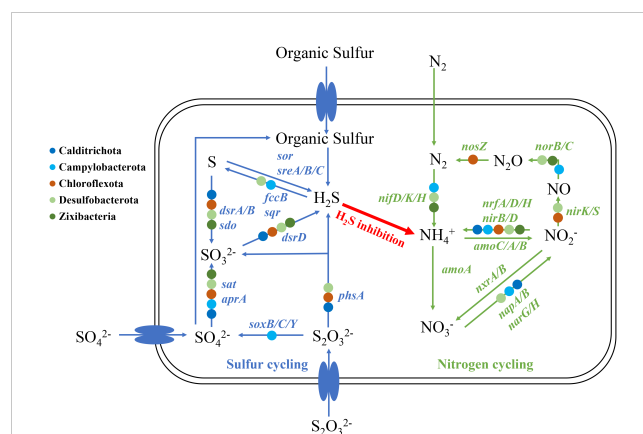 Organic Sulfur
N₂
Calditrichota
Campylobacterota
Chloroflexota
Desulfobacterota
Zixibacteria
Organic Sulfur
S
sor
sreA/B/C
fccB
sqr
H₂S
dsrA/B
sdo
dsrD
SO₃²⁻
sat
aprA
phsA
SO₄²⁻
SO₄²⁻
soxB/C/Y
S₂O₃²⁻
Sulfur cycling
S₂O₃²⁻
H₂S inhibition
N₂
nosZ
N₂O
norB/C
NO
nifD/K/H
nrfA/D/H
nirB/D
nirK/S
NH₄⁺
amoC/A/B
NO₂⁻
amoA
nxrA/B
napA/B
narG/H
NO₃⁻
Nitrogen cycling